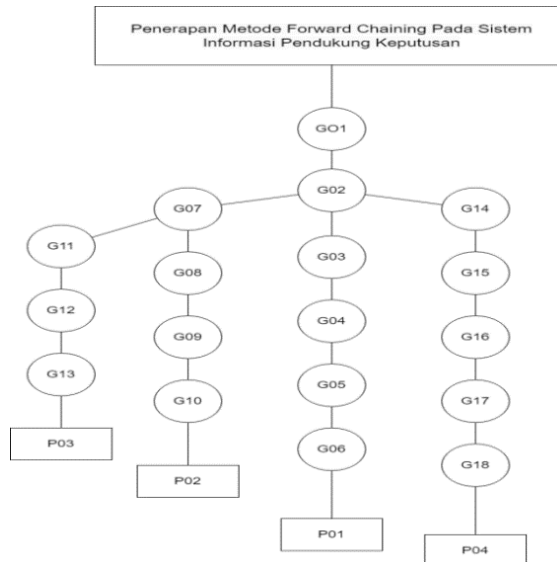 Penerapan Metode Forward Chaining Pada Sistem
Informasi Pendukung Keputusan
GO1
G02
G07
G14
G11
G03
G08
G15
G12
G04
G09
G16
G13
G05
G10
G17
P03
G06
G18
P02
P01
P04